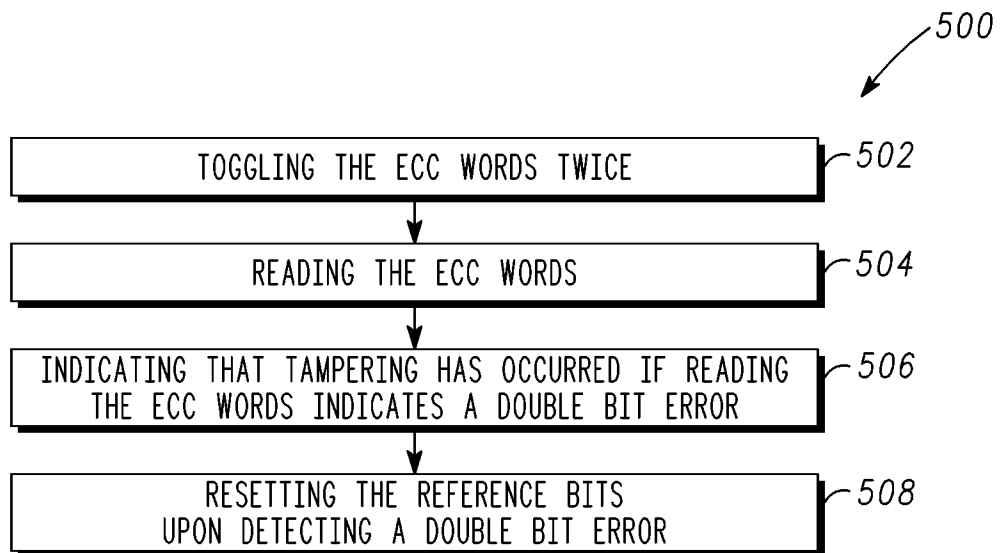 500
TOGGLING THE ECC WORDS TWICE
502
READING THE ECC WORDS
504
INDICATING THAT TAMPERING HAS OCCURRED IF READING
THE ECC WORDS INDICATES A DOUBLE BIT ERROR
506
RESETTING THE REFERENCE BITS
UPON DETECTING A DOUBLE BIT ERROR
508